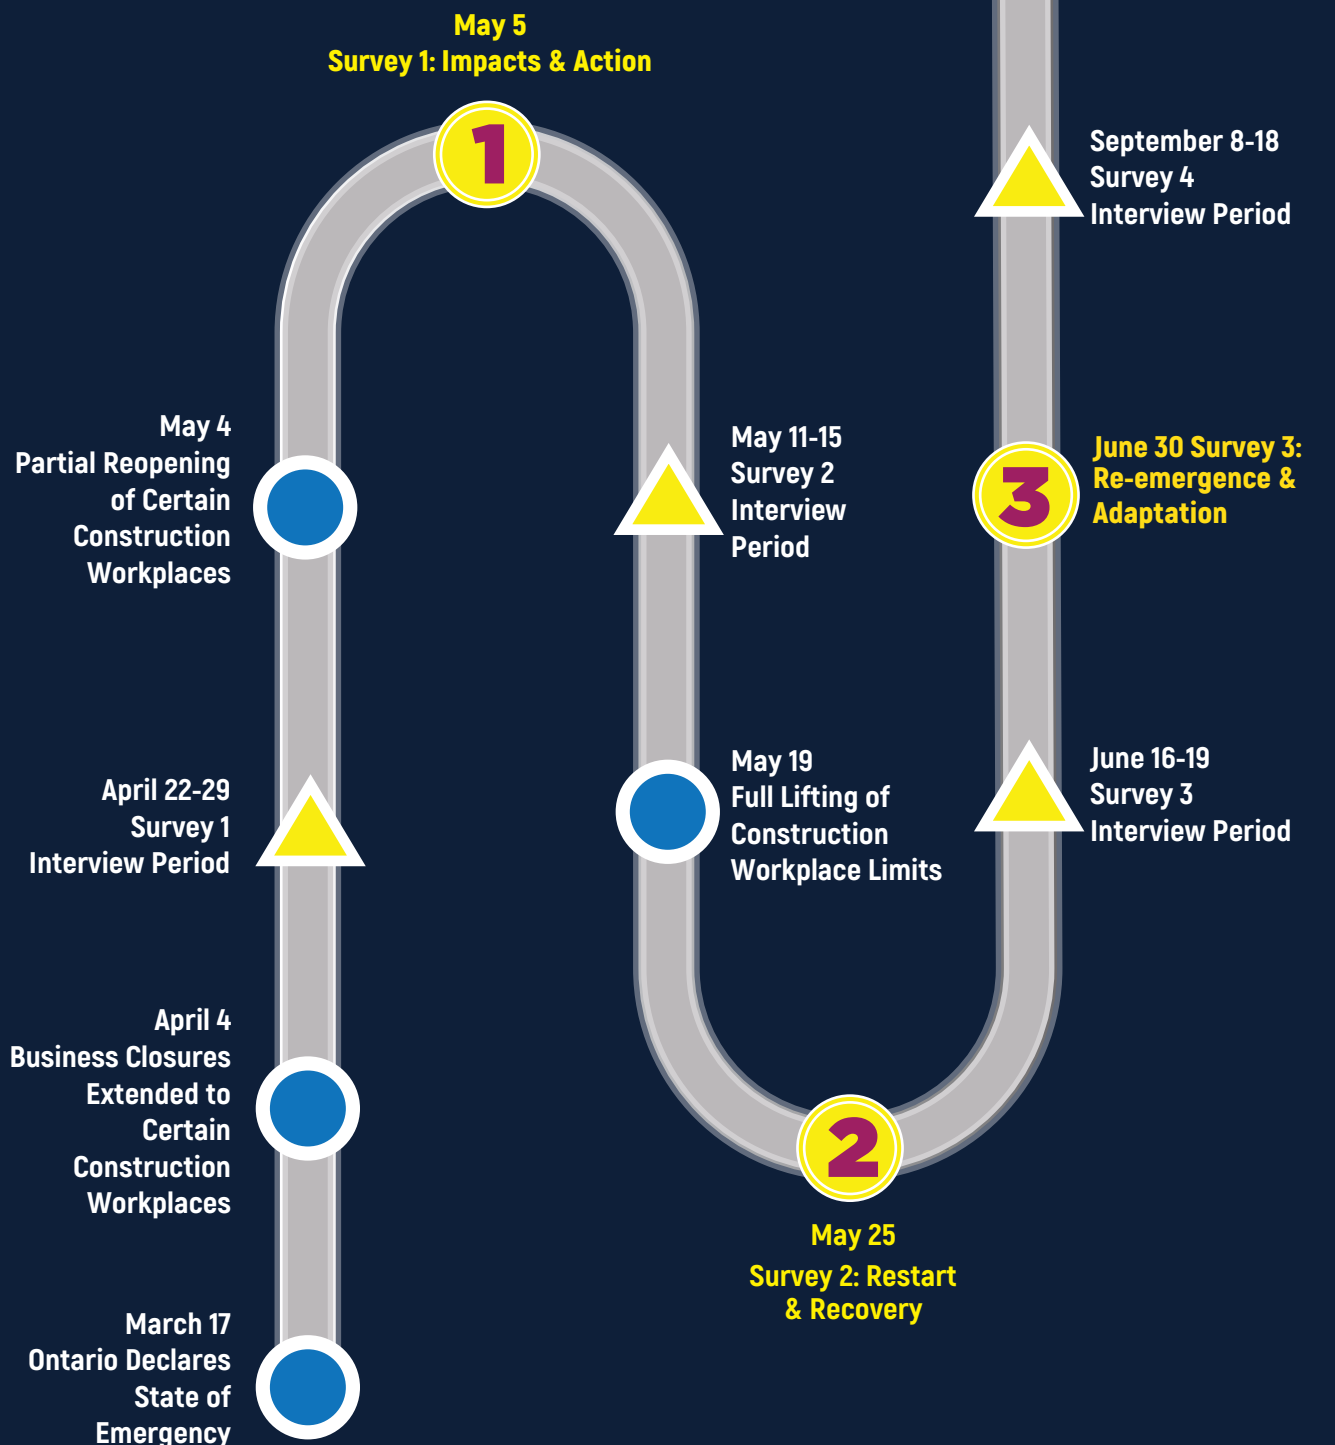 May 5
Survey 1: Impacts & Action
1
September 8-18
Survey 4
Interview Period
May 4
Partial Reopening
of Certain
Construction
Workplaces
May 11-15
Survey 2
Interview
Period
3
June 30 Survey 3:
Re-emergence &
Adaptation
April 22-29
Survey 1
Interview Period
May 19
Full Lifting of
Construction
Workplace Limits
June 16-19
Survey 3
Interview Period
April 4
Business Closures
Extended to
Certain
Construction
Workplaces
2
May 25
Survey 2: Restart
& Recovery
March 17
Ontario Declares
State of
Emergency